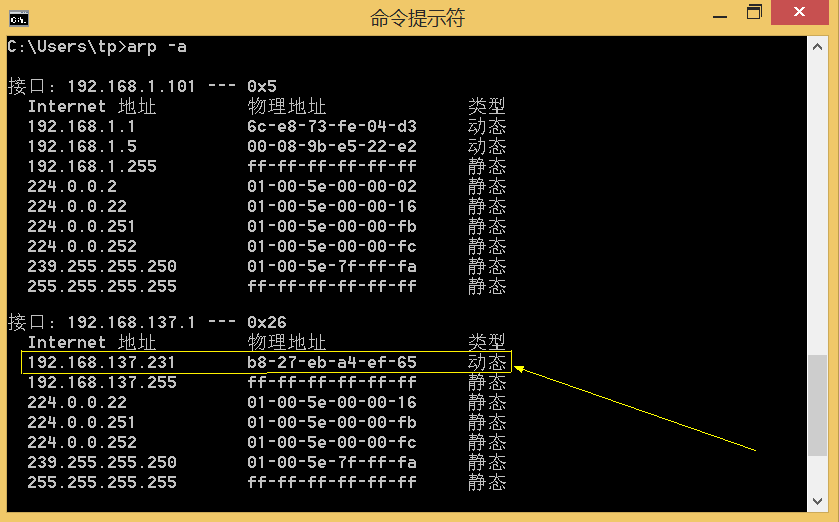 命令提示符
C:\Users\tp>arp -a
接口: 192.168.1.101 --- 0x5
Internet 地址 物理地址 类型
192.168.1.1 6c-e8-73-fe-04-d3 动态
192.168.1.5 00-08-9b-e5-22-e2 动态
192.168.1.255 ff-ff-ff-ff-ff-ff 静态
224.0.0.2 01-00-5e-00-00-02 静态
224.0.0.22 01-00-5e-00-00-16 静态
224.0.0.251 01-00-5e-00-00-fb 静态
224.0.0.252 01-00-5e-00-00-fc 静态
239.255.255.250 01-00-5e-7f-ff-fa 静态
255.255.255.255 ff-ff-ff-ff-ff-ff 静态
接口: 192.168.137.1 --- 0x26
Internet 地址 物理地址 类型
192.168.137.231 b8-27-eb-a4-ef-65 动态
192.168.137.255 ff-ff-ff-ff-ff-ff 静态
224.0.0.22 01-00-5e-00-00-16 静态
224.0.0.251 01-00-5e-00-00-fb 静态
224.0.0.252 01-00-5e-00-00-fc 静态
239.255.255.250 01-00-5e-7f-ff-fa 静态
255.255.255.255 ff-ff-ff-ff-ff-ff 静态